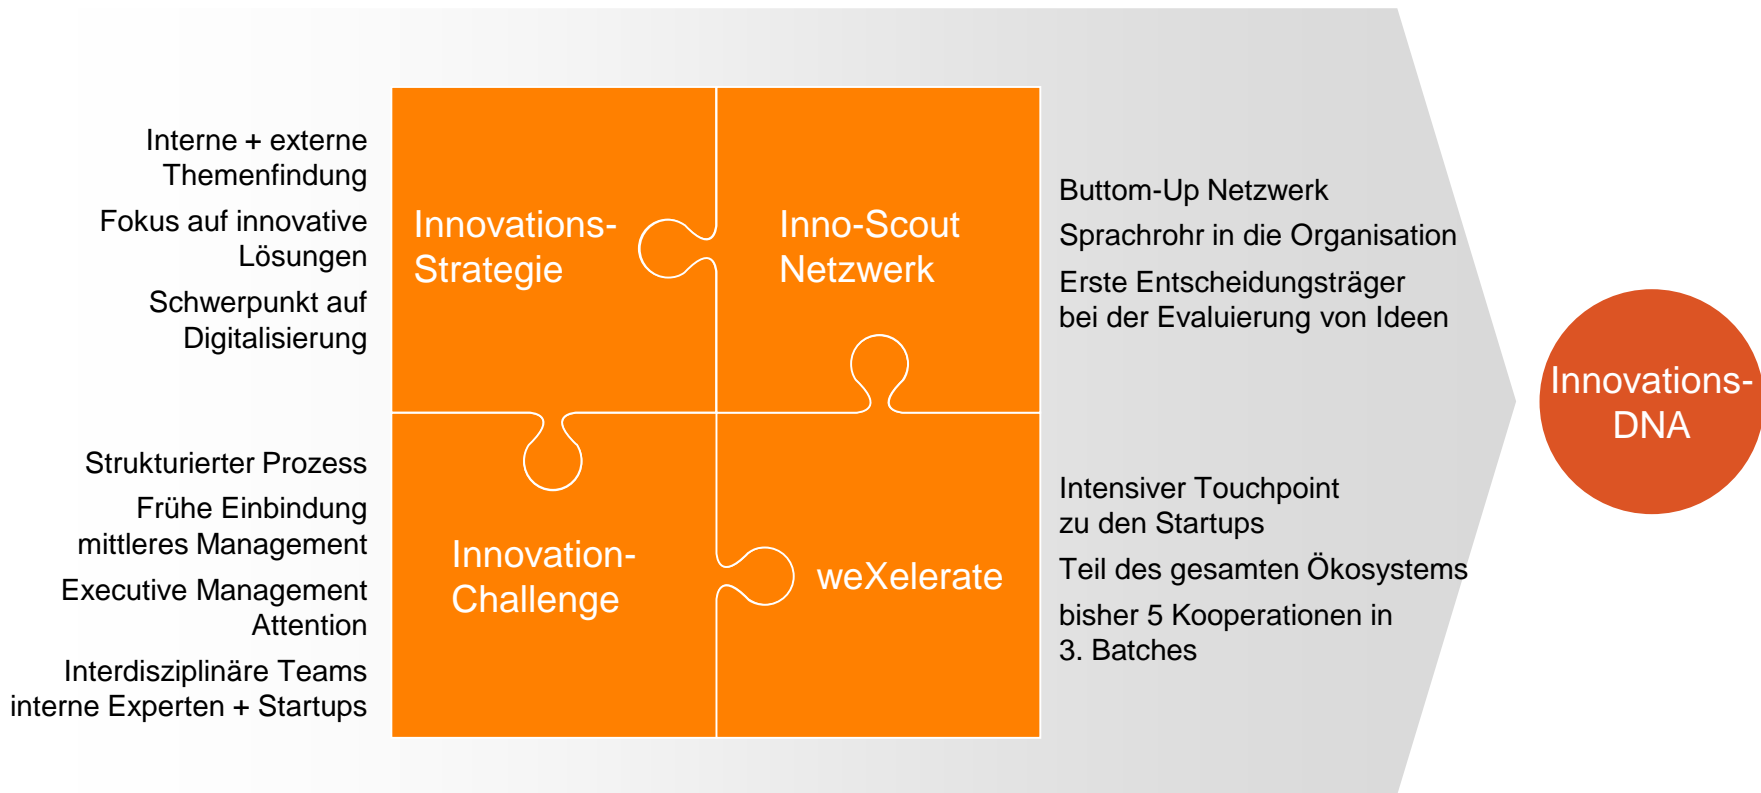 Interne + externe
Themenfindung
Fokus auf innovative
Lösungen
Schwerpunkt auf
Digitalisierung
Innovations-
Strategie
Inno-Scout
Netzwerk
Buttom-Up Netzwerk
Sprachrohr in die Organisation
Erste Entscheidungsträger
bei der Evaluierung von Ideen
Strukturierter Prozess
Frühe Einbindung
mittleres Management
Executive Management
Attention
Interdisziplinäre Teams
interne Experten + Startups
Innovation-
Challenge
weXelerate
Intensiver Touchpoint
zu den Startups
Teil des gesamten Ökosystems
bisher 5 Kooperationen in
3. Batches
Innovations-
DNA